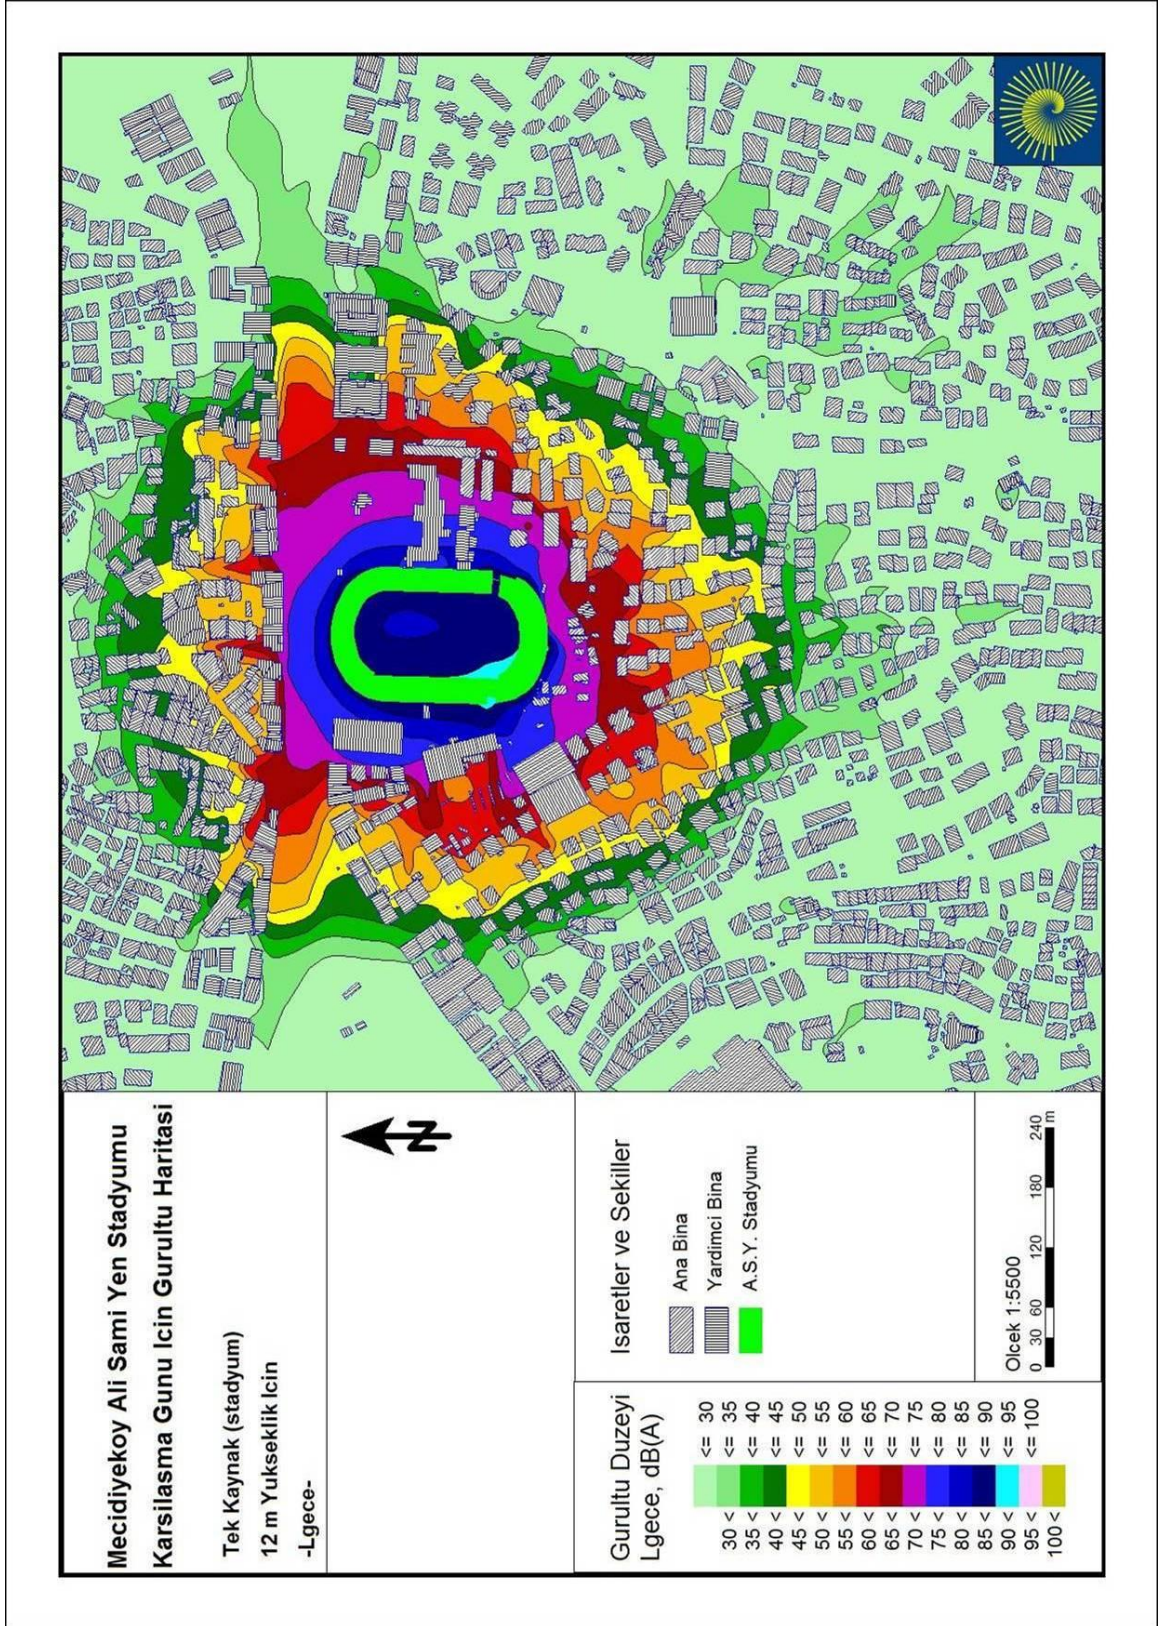 Mecidiyekoy Ali Sami Yen Stadyumu
Karsilasma Gunu Icin Gurultu Haritasi
Tek Kaynak (stadyum)
12 m Yukseklik Icin
-Lgece-
N
Gurultu Duzeyi
Lgece, dB(A)
<= 30
30 < <= 35
35 < <= 40
40 < <= 45
45 < <= 50
50 < <= 55
55 < <= 60
60 < <= 65
65 < <= 70
70 < <= 75
75 < <= 80
80 < <= 85
85 < <= 90
90 < <= 95
95 < <= 100
100 <
Isaretler ve Sekiller
Ana Bina
Yardimci Bina
A.S.Y. Stadyumu
Olcek 1:5500
0 30 60 120 180 240
m